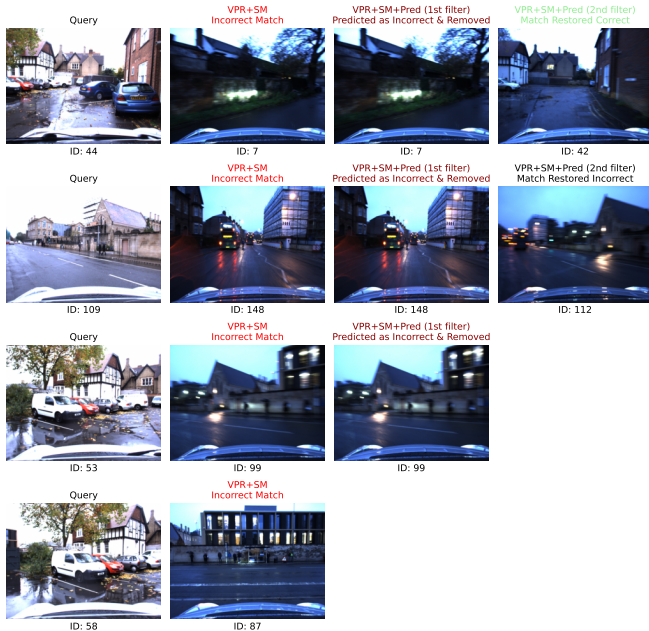 Query
VPR+SM
Incorrect Match
VPR+SM+Pred (1st filter)
Predicted as Incorrect & Removed
VPR+SM+Pred (2nd filter)
Match Restored Correct
ID: 44
ID: 7
ID: 7
ID: 42
Query
VPR+SM
Incorrect Match
VPR+SM+Pred (1st filter)
Predicted as Incorrect & Removed
VPR+SM+Pred (2nd filter)
Match Restored Incorrect
ID: 109
ID: 148
ID: 148
ID: 112
Query
VPR+SM
Incorrect Match
VPR+SM+Pred (1st filter)
Predicted as Incorrect & Removed
ID: 53
ID: 99
ID: 99
Query
VPR+SM
Incorrect Match
ID: 58
ID: 87